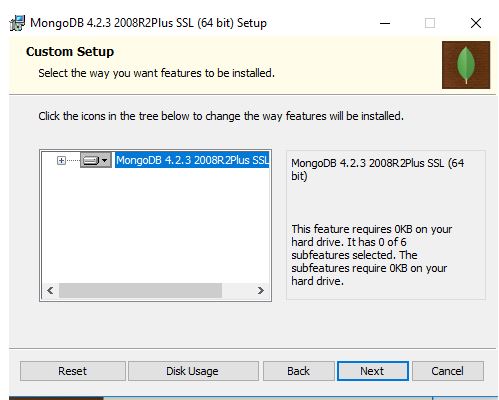 MongoDB 4.2.3 2008R2Plus SSL (64 bit) Setup
Custom Setup
Select the way you want features to be installed.
Click the icons in the tree below to change the way features will be installed.
MongoDB 4.2.3 2008R2Plus SSL
MongoDB 4.2.3 2008R2Plus SSL (64
bit)
This feature requires 0KB on your
hard drive. It has 0 of 6
subfeatures selected. The
subfeatures require 0KB on your
hard drive.
Reset
Disk Usage
Back
Next
Cancel